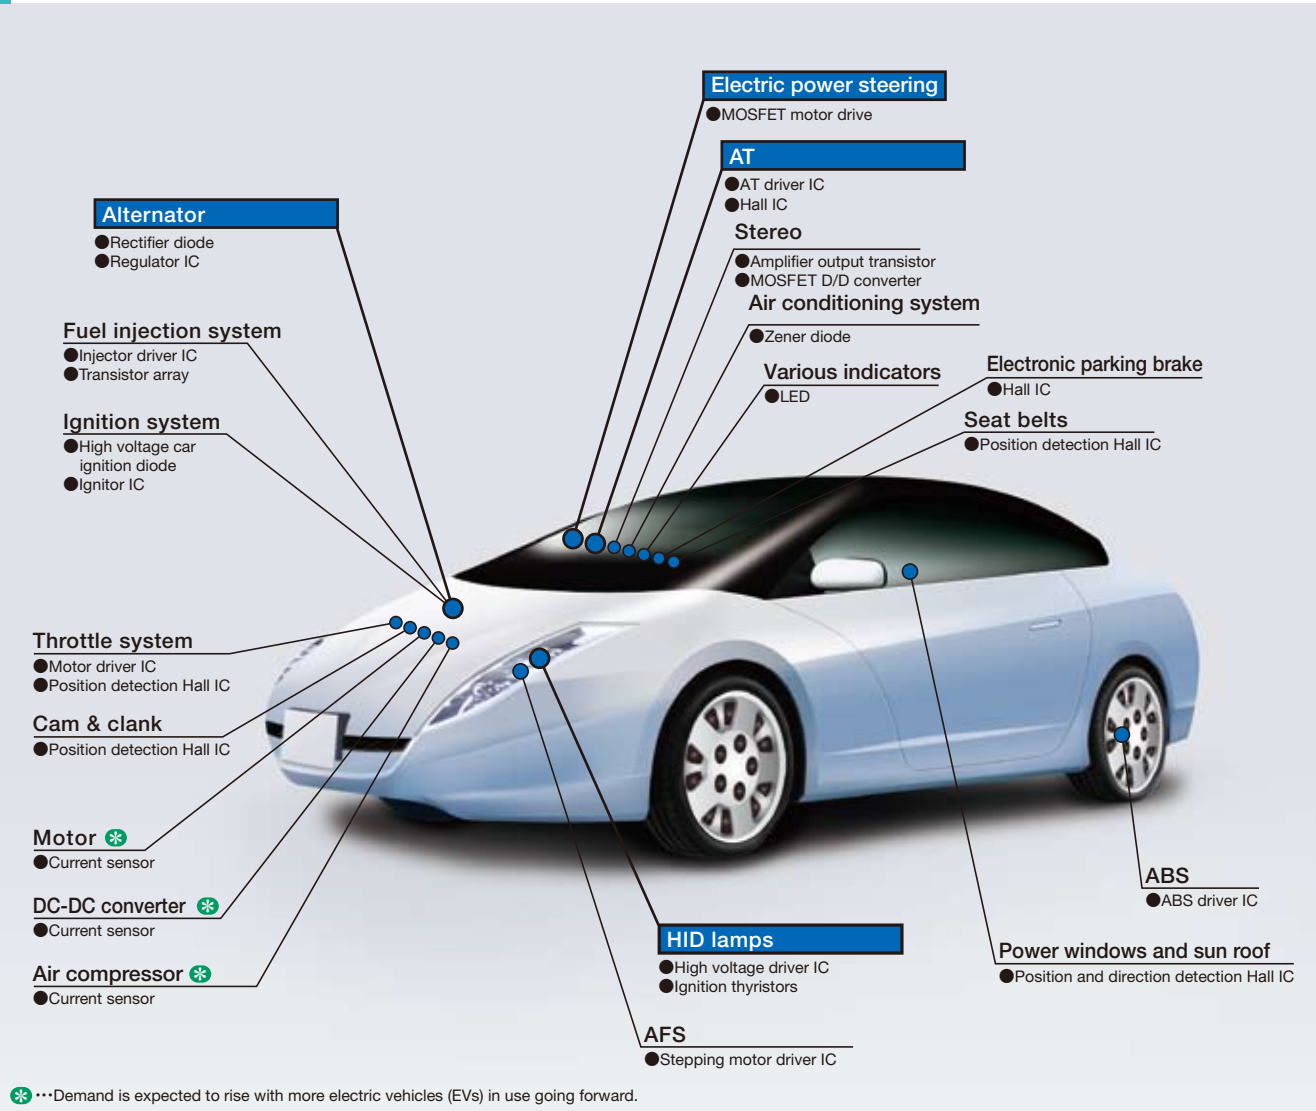 Electric power steering
●MOSFET motor drive
AT
●AT driver IC
●Hall IC
Stereo
●Amplifier output transistor
●MOSFET D/D converter
Air conditioning system
●Zener diode
Various indicators
●LED
Electronic parking brake
●Hall IC
Seat belts
●Position detection Hall IC
Alternator
●Rectifier diode
●Regulator IC
Fuel injection system
●Injector driver IC
●Transistor array
Ignition system
●High voltage car
ignition diode
●Ignitor IC
Throttle system
●Motor driver IC
●Position detection Hall IC
Cam & clank
●Position detection Hall IC
Motor ✻
●Current sensor
DC-DC converter ✻
●Current sensor
Air compressor ✻
●Current sensor
HID lamps
●High voltage driver IC
●Ignition thyristors
AFS
●Stepping motor driver IC
ABS
●ABS driver IC
Power windows and sun roof
●Position and direction detection Hall IC
✻ ···Demand is expected to rise with more electric vehicles (EVs) in use going forward.